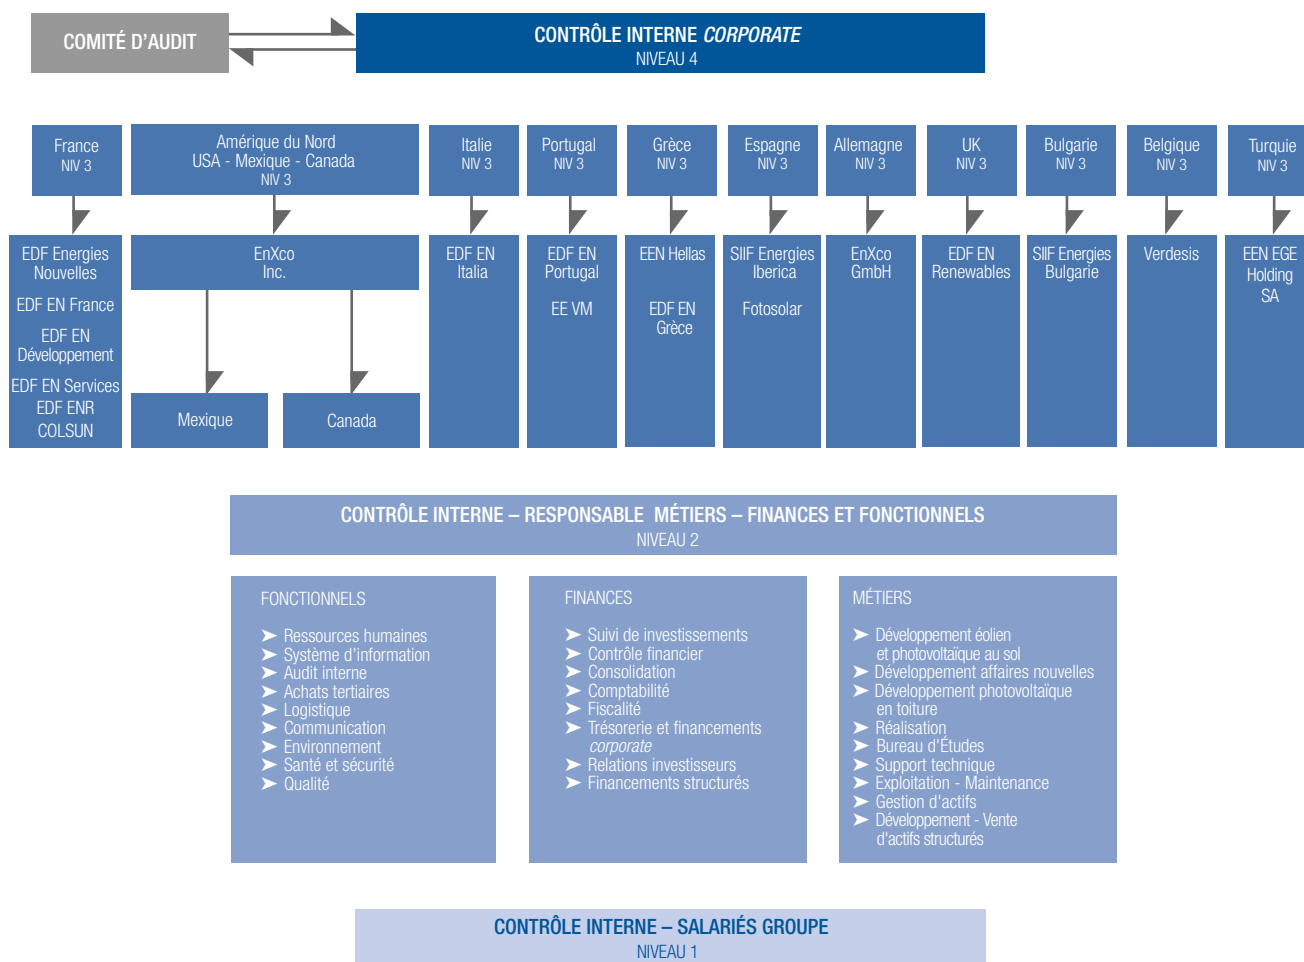 COMITÉ D'AUDIT
CONTRÔLE INTERNE CORPORATE
NIVEAU 4
France
NIV 3
Amérique du Nord
USA - Mexique - Canada
NIV 3
Italie
NIV 3
Portugal
NIV 3
Grèce
NIV 3
Espagne
NIV 3
Allemagne
NIV 3
UK
NIV 3
Bulgarie
NIV 3
Belgique
NIV 3
Turquie
NIV 3
EDF Energies
Nouvelles
EDF EN France
EDF EN
Développement
EDF EN Services
EDF ENR
COLSUN
EnXco
Inc.
Mexique
Canada
EDF EN
Italia
EDF EN
Portugal
EE VM
EEN Hellas
EDF EN
Grèce
SIIF Energies
Iberica
Fotosolar
EnXco
GmbH
EDF EN
Renewables
SIIF Energies
Bulgarie
Verdesis
EEN EGE
Holding
SA
CONTRÔLE INTERNE – RESPONSABLE MÉTIERS – FINANCES ET FONCTIONNELS
NIVEAU 2
FONCTIONNELS
➤ Ressources humaines
➤ Système d'information
➤ Audit interne
➤ Achats tertiaires
➤ Logistique
➤ Communication
➤ Environnement
➤ Santé et sécurité
➤ Qualité
FINANCES
➤ Suivi de investissements
➤ Contrôle financier
➤ Consolidation
➤ Comptabilité
➤ Fiscalité
➤ Trésorerie et financements
corporate
➤ Relations investisseurs
➤ Financements structurés
MÉTIERS
➤ Développement éolien
et photovoltaïque au sol
➤ Développement affaires nouvelles
➤ Développement photovoltaïque
en toiture
➤ Réalisation
➤ Bureau d'Études
➤ Support technique
➤ Exploitation - Maintenance
➤ Gestion d'actifs
➤ Développement - Vente
d'actifs structurés
CONTRÔLE INTERNE – SALARIÉS GROUPE
NIVEAU 1